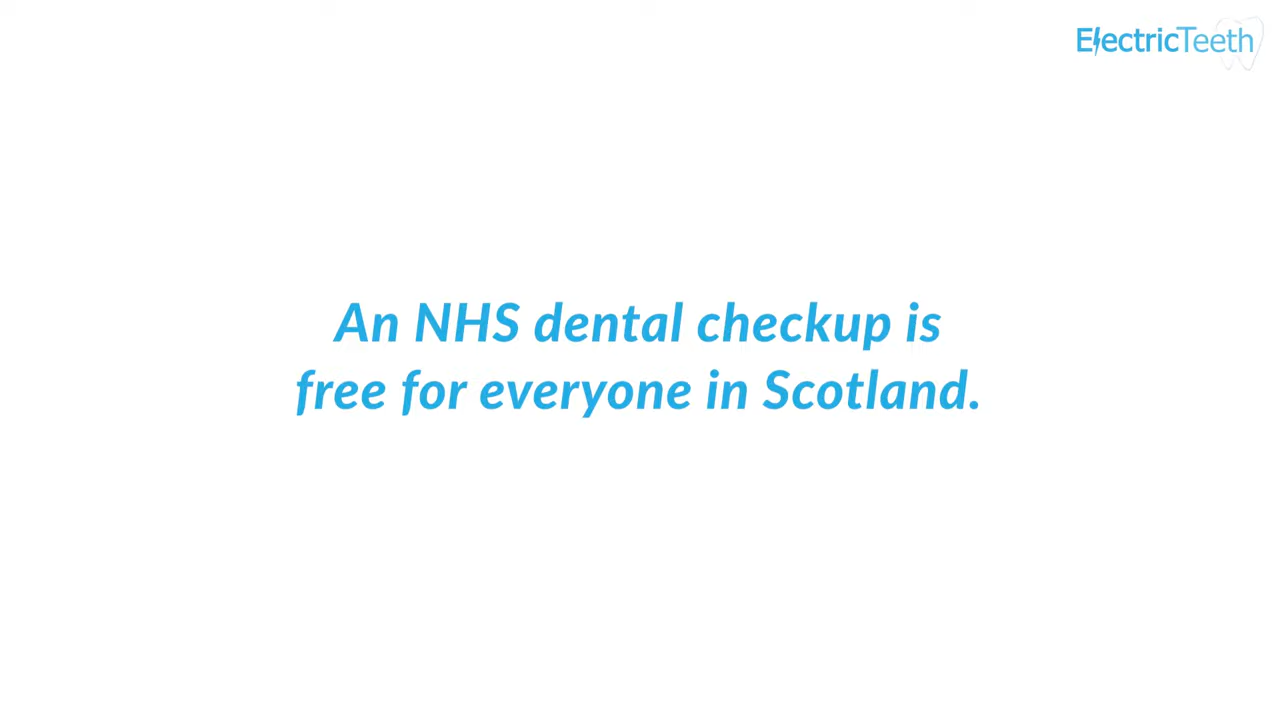 ElectricTeeth
An NHS dental checkup is
free for everyone in Scotland.